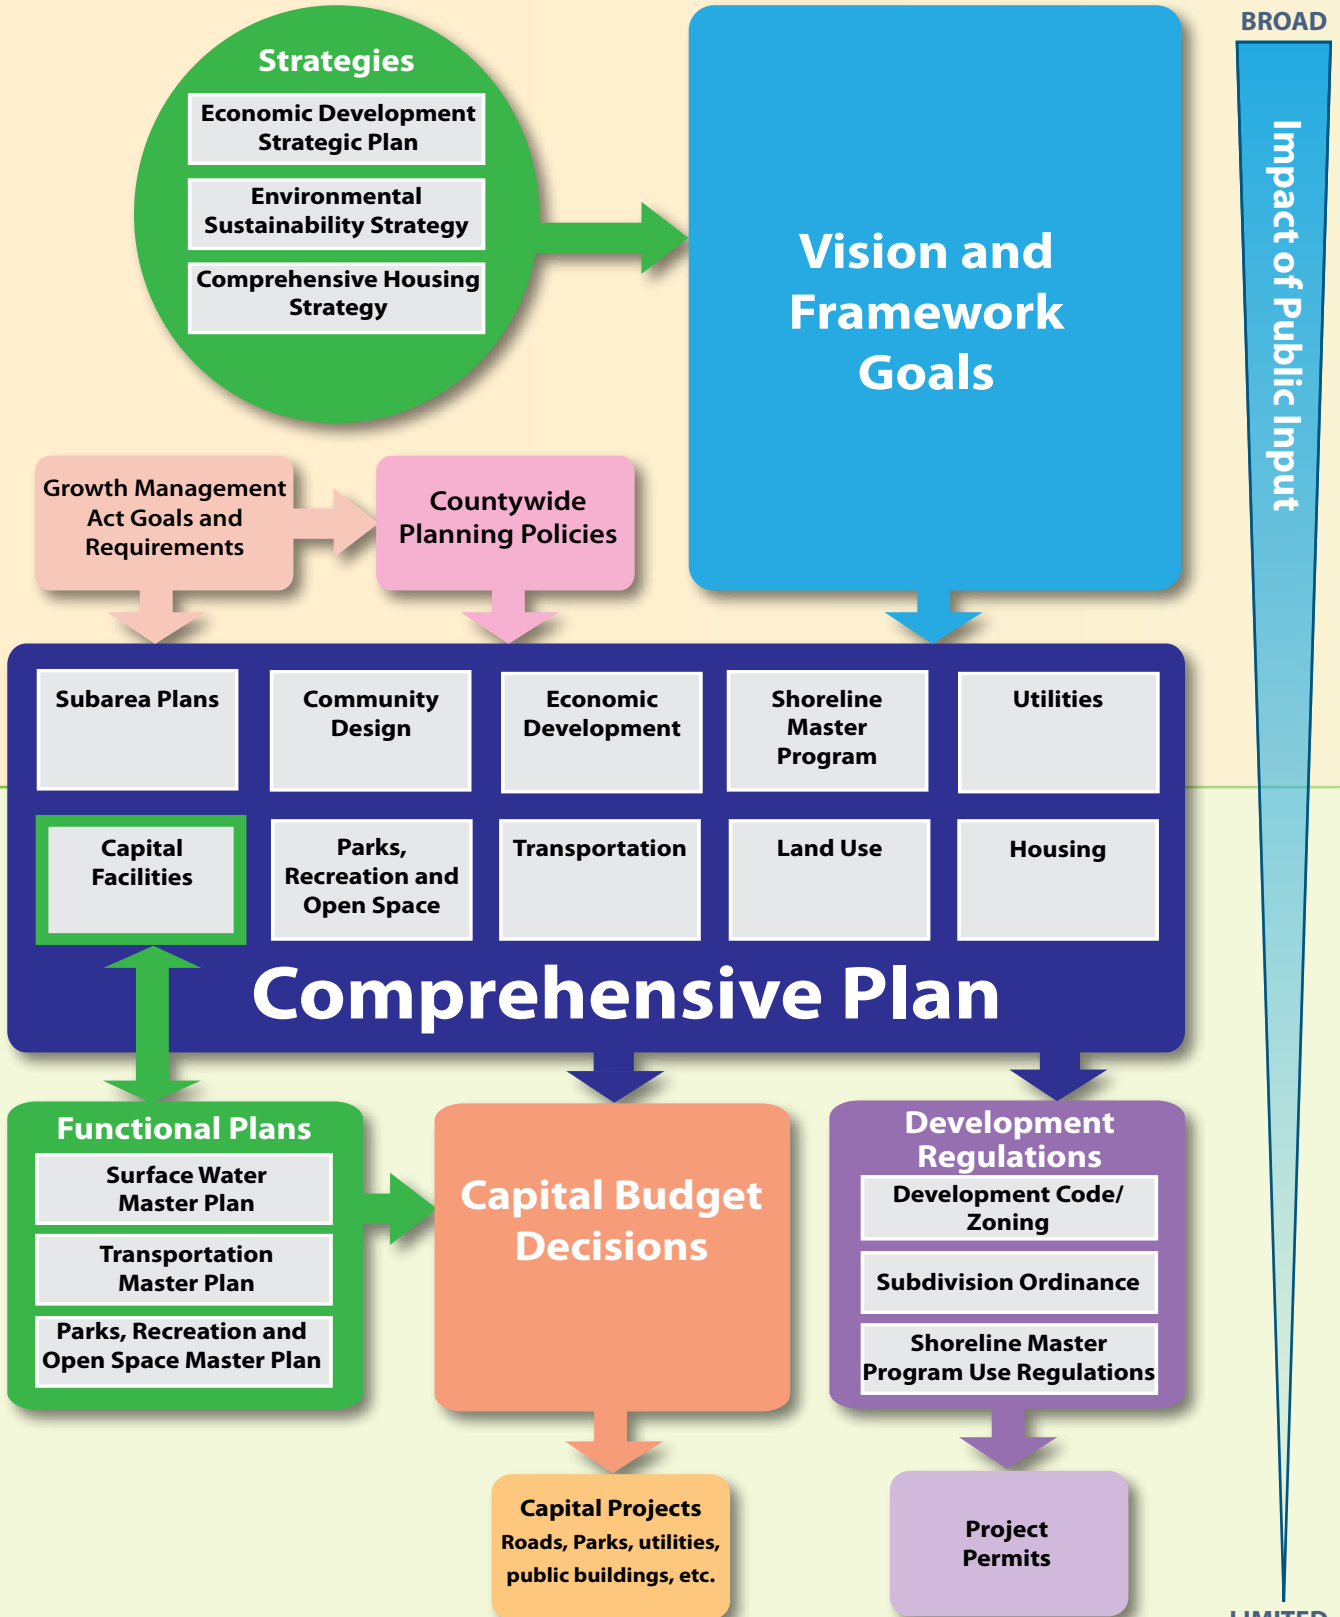 BROAD
Impact of Public Input
Strategies
Economic Development
Strategic Plan
Environmental
Sustainability Strategy
Comprehensive Housing
Strategy
Vision and
Framework
Goals
Growth Management
Act Goals and
Requirements
Countywide
Planning Policies
Subarea Plans
Community
Design
Economic
Development
Shoreline
Master
Program
Utilities
Capital
Facilities
Parks,
Recreation and
Open Space
Transportation
Land Use
Housing
Comprehensive Plan
Functional Plans
Surface Water
Master Plan
Transportation
Master Plan
Parks, Recreation and
Open Space Master Plan
Capital Budget
Decisions
Development
Regulations
Development Code/
Zoning
Subdivision Ordinance
Shoreline Master
Program Use Regulations
Capital Projects
Roads, Parks, utilities,
public buildings, etc.
Project
Permits
LIMITED